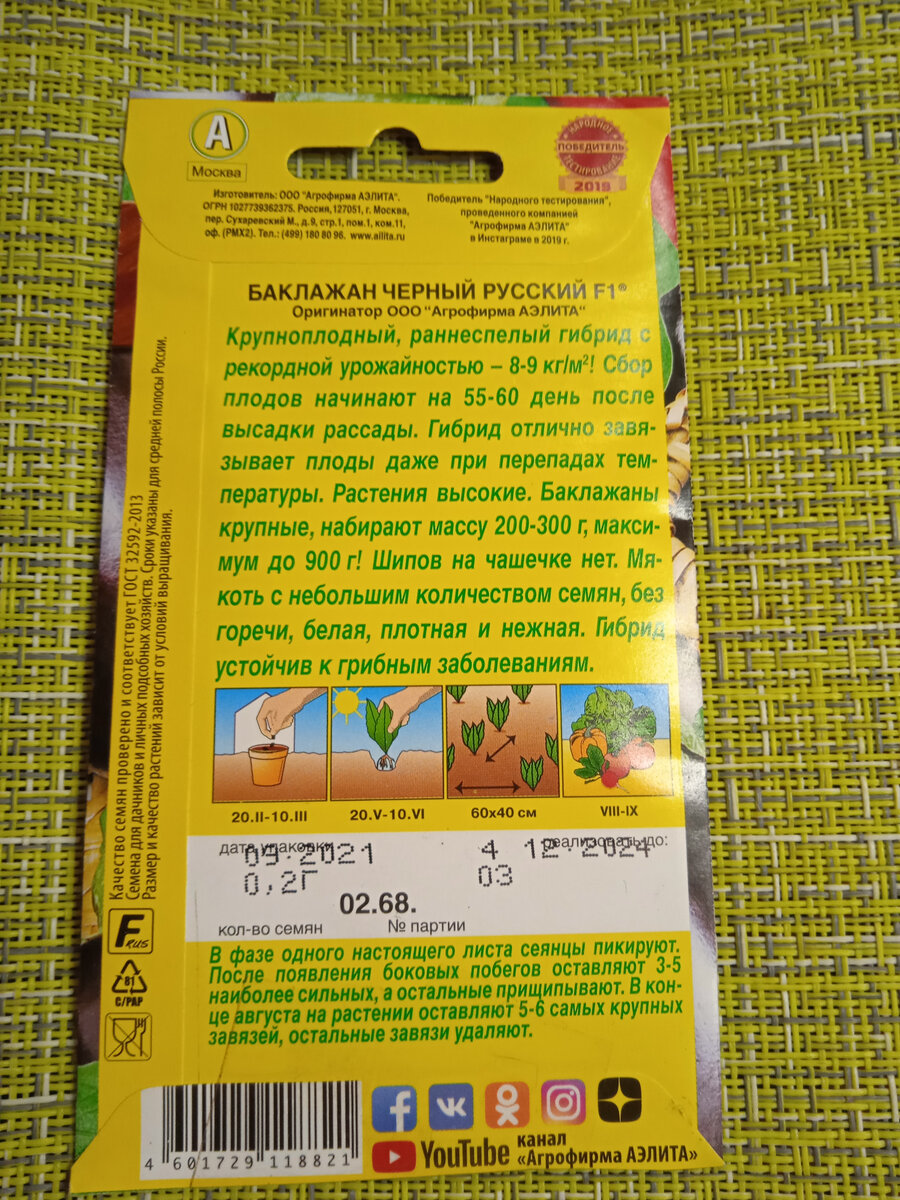 А
Москва
НАРОДНОЕ
ПОБЕДИТЕЛЬ
ТЕСТИРОВАНИЕ
2019
Изготовитель: ООО "Агрофирма АЭЛИТА".
ОГРН 1027739362375. Россия,127051, г. Москва,
пер. Сухаревский М., д.9, стр.1, пом.1, ком.11,
оф. (РМХ2). Тел.: (499) 180 80 96. www.ailita.ru
Победитель "Народного тестирования",
проведенного компанией
"Агрофирма АЭЛИТА"
в Инстаграме в 2019 г.
БАКЛАЖАН ЧЕРНЫЙ РУССКИЙ F1®
Оригинатор ООО "Агрофирма АЭЛИТА"
Крупноплодный, раннеспелый гибрид с
рекордной урожайностью – 8-9 кг/м²! Сбор
плодов начинают на 55-60 день после
высадки рассады. Гибрид отлично завя-
зывает плоды даже при перепадах тем-
пературы. Растения высокие. Баклажаны
крупные, набирают массу 200-300 г, макси-
мум до 900 г! Шипов на чашечке нет. Мя-
коть с небольшим количеством семян, без
горечи, белая, плотная и нежная. Гибрид
устойчив к грибным заболеваниям.
Качество семян проверено и соответствует ГОСТ 32592-2013
Семена для дачников и личных подсобных хозяйств. Сроки указаны для средней полосы России.
Размер и качество растений зависит от условий выращивания.
20.II-10.III
20.V-10.VI
60х40 см
VIII-IX
дата упаковки
реализовать до:
09.2021
4 12 2024
0,2Г
03
02.68.
кол-во семян
№ партии
F RUS
81
C/PAP
В фазе одного настоящего листа сеянцы пикируют.
После появления боковых побегов оставляют 3-5
наиболее сильных, а остальные прищипывают. В кон-
це августа на растении оставляют 5-6 самых крупных
завязей, остальные завязи удаляют.
4 601729 118821
YouTube канал
«Агрофирма АЭЛИТА»